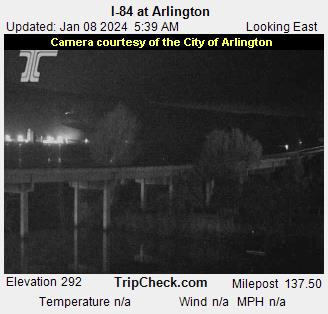 I-84 at Arlington
Updated: Jan 08 2024 5:39 AM Looking East
Camera courtesy of the City of Arlington
Elevation 292 TripCheck.com Milepost 137.50
Temperature n/a Wind n/a MPH n/a